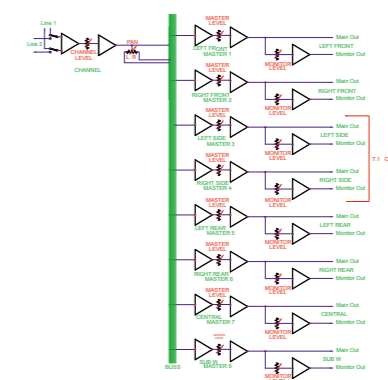 Line 1
Line 2
CHANNEL
LEVEL
CHANNEL
PAN
L R
BUSS
MASTER
LEVEL
LEFT FRONT
MASTER 1
Main Out
LEFT FRONT
Monitor Out
MONITOR
LEVEL
MASTER
LEVEL
RIGHT FRONT
MASTER 2
Main Out
RIGHT FRONT
Monitor Out
MONITOR
LEVEL
MASTER
LEVEL
LEFT SIDE
MASTER 3
Main Out
LEFT SIDE
Monitor Out
MONITOR
LEVEL
MASTER
LEVEL
RIGHT SIDE
MASTER 4
Main Out
RIGHT SIDE
Monitor Out
MONITOR
LEVEL
MASTER
LEVEL
LEFT REAR
MASTER 5
Main Out
LEFT REAR
Monitor Out
MONITOR
LEVEL
MASTER
LEVEL
RIGHT REAR
MASTER 6
Main Out
RIGHT REAR
Monitor Out
MONITOR
LEVEL
MASTER
LEVEL
CENTRAL
MASTER 7
Main Out
CENTRAL
Monitor Out
MONITOR
LEVEL
SUB W
MASTER 8
Main Out
SUB W
Monitor Out
MONITOR
LEVEL